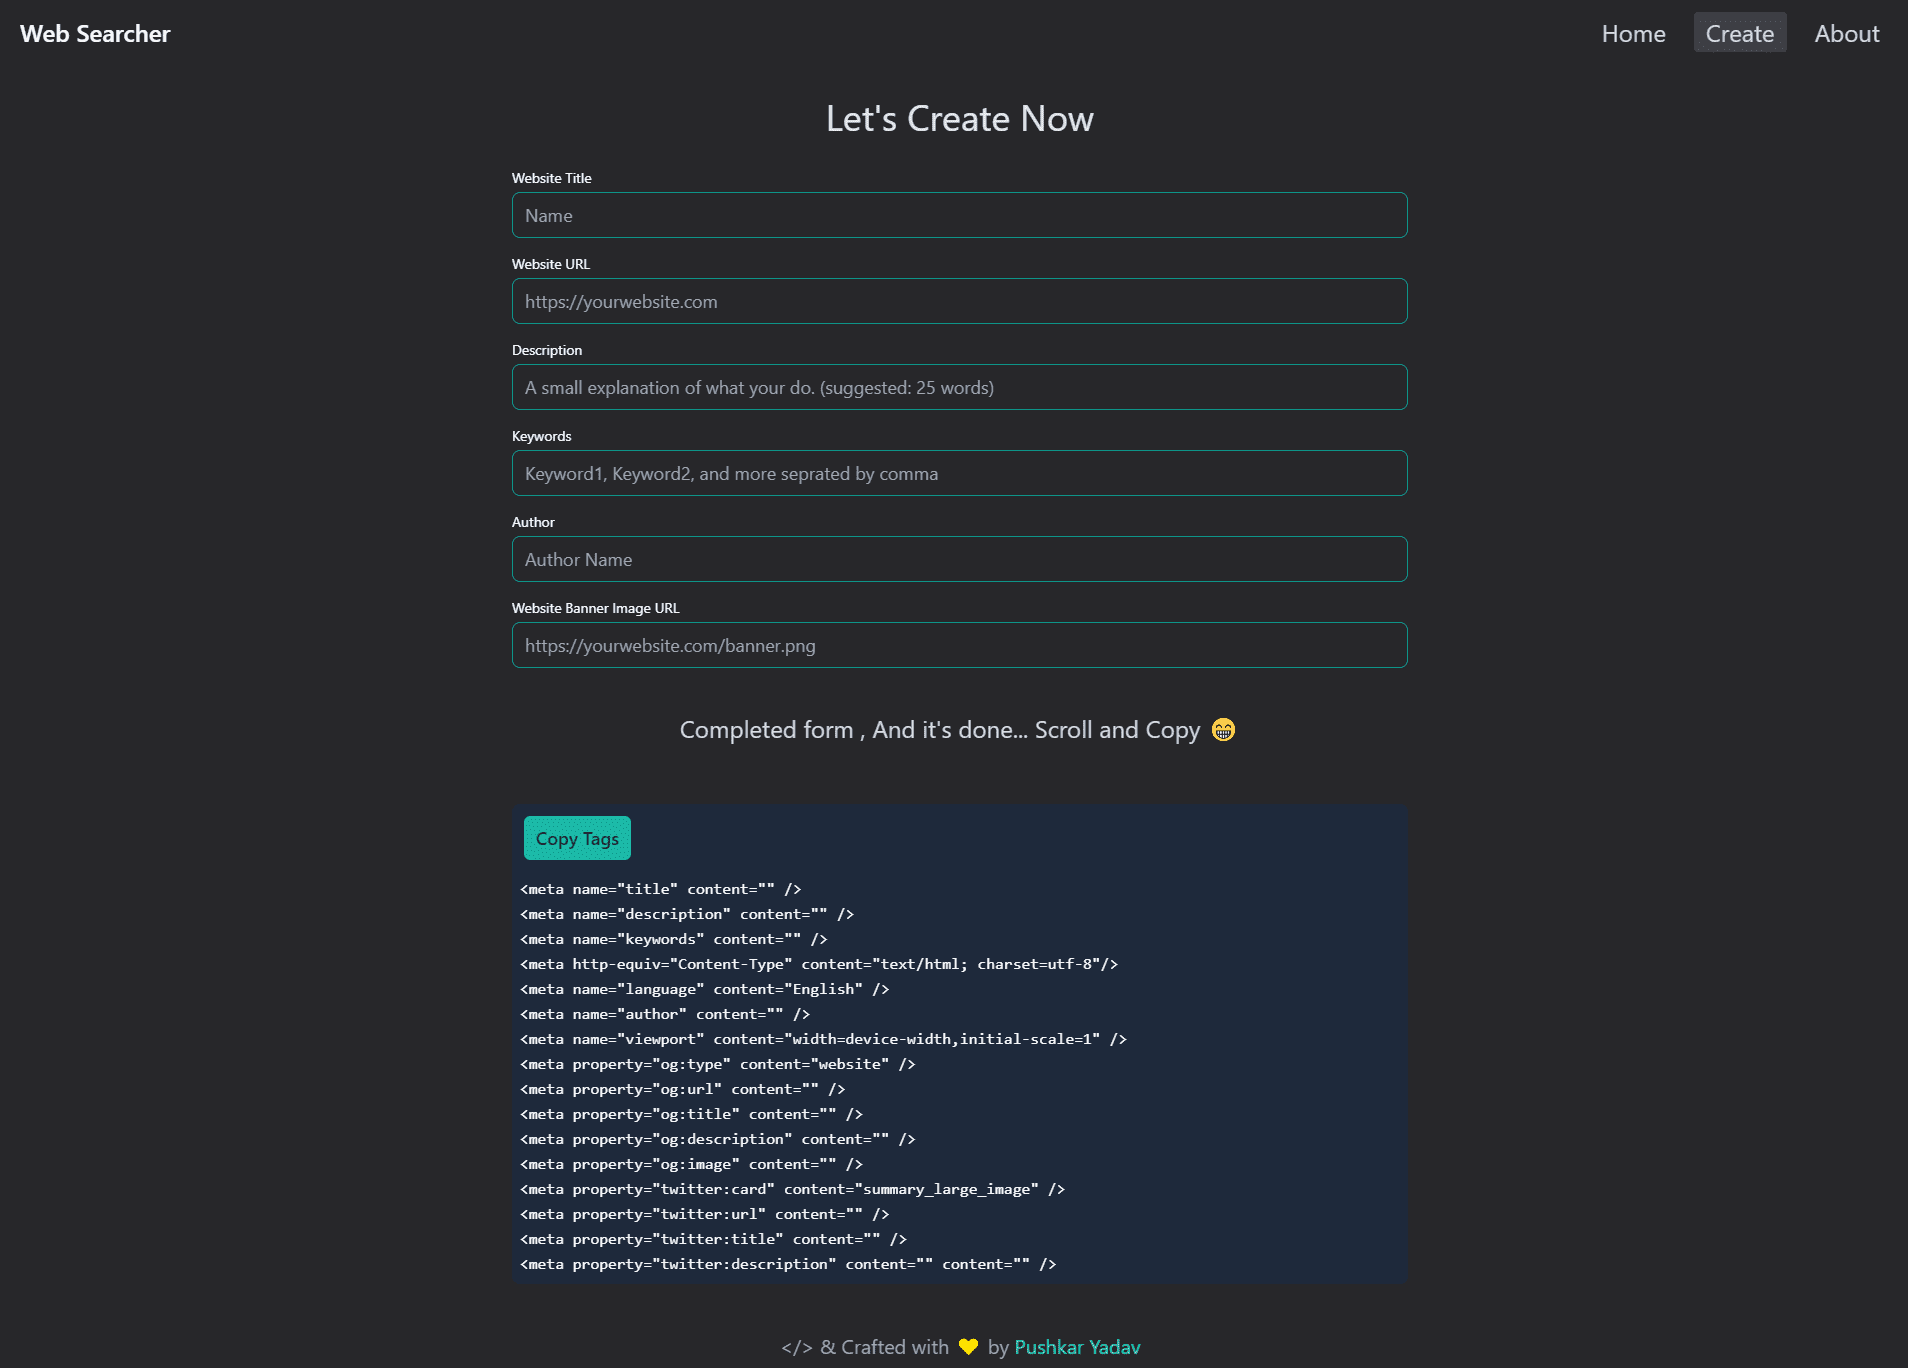 Web Searcher
Home
Create
About
Let's Create Now
Website Title
Name
Website URL
https://yourwebsite.com
Description
A small explanation of what your do. (suggested: 25 words)
Keywords
Keyword1, Keyword2, and more seprated by comma
Author
Author Name
Website Banner Image URL
https://yourwebsite.com/banner.png
Completed form , And it's done... Scroll and Copy 😁
Copy Tags
<meta name="title" content="" />
<meta name="description" content="" />
<meta name="keywords" content="" />
<meta http-equiv="Content-Type" content="text/html; charset=utf-8"/>
<meta name="language" content="English" />
<meta name="author" content="" />
<meta name="viewport" content="width=device-width,initial-scale=1" />
<meta property="og:type" content="website" />
<meta property="og:url" content="" />
<meta property="og:title" content="" />
<meta property="og:description" content="" />
<meta property="og:image" content="" />
<meta property="twitter:card" content="summary_large_image" />
<meta property="twitter:url" content="" />
<meta property="twitter:title" content="" />
<meta property="twitter:description" content="" content="" />
</> & Crafted with 💛 by Pushkar Yadav